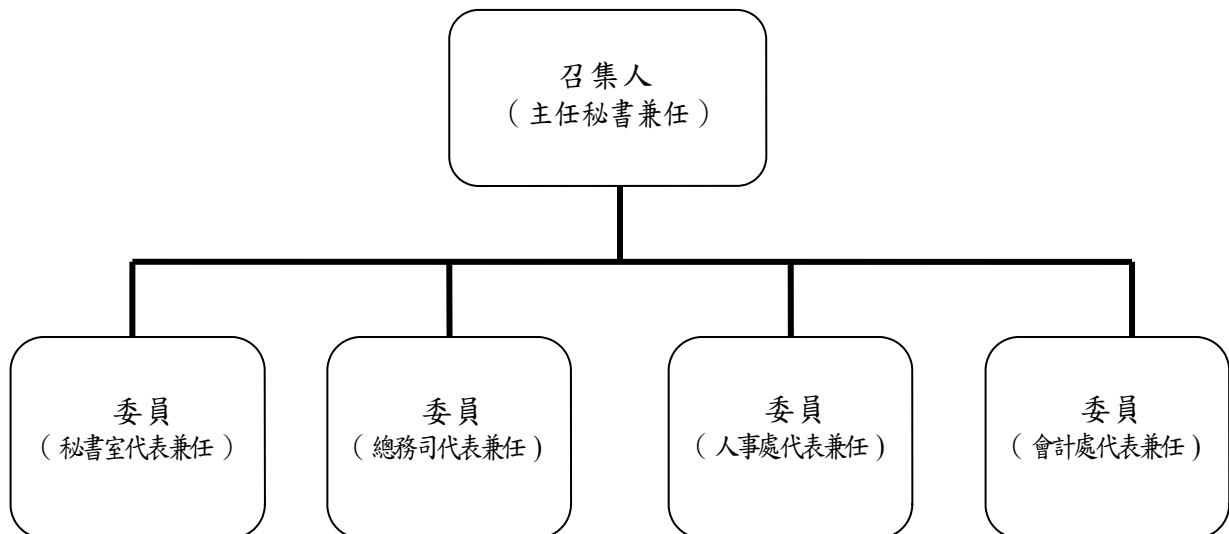 召集人
（主任秘書兼任）
委員
（秘書室代表兼任）
委員
（總務司代表兼任）
委員
（人事處代表兼任）
委員
（會計處代表兼任）